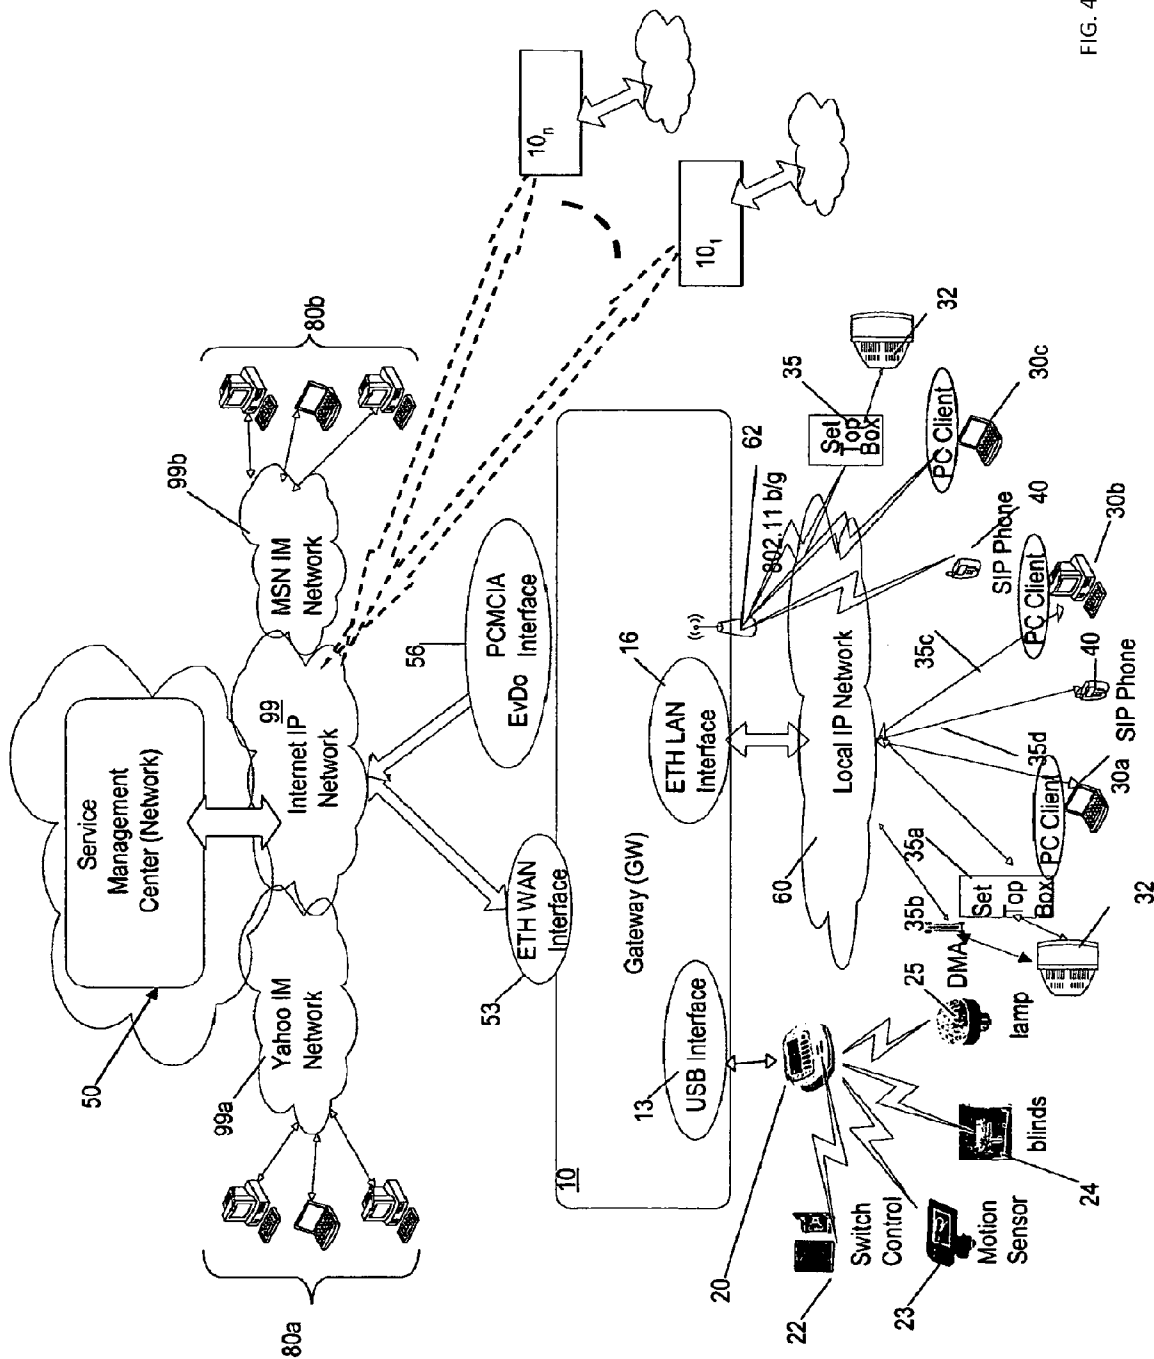 FIG. 4
80a
99a
Yahoo IM
Network
50
Service
Management
Center (Network)
99
Internet IP
Network
MSN IM
Network
99b
80b
53
ETH WAN
Interface
56
PCMCIA
EvDo Interface
10n
101
10
Gateway (GW)
13
USB Interface
16
ETH LAN
Interface
62
802.11 b/g
60
Local IP Network
20
22
Switch
Control
23
Motion
Sensor
24
blinds
25
lamp
DMA
35b
35a
Set
Top
Box
32
PC Client
30a
35d
SIP Phone
40
35c
PC Client
30b
SIP Phone
40
PC Client
30c
35
Set
Top
Box
32